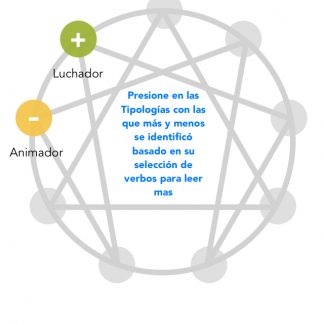 +
Luchador
Presione en las
Tipologías con las
que más y menos
se identificó
basado en su
selección de
verbos para leer
mas
-
Animador